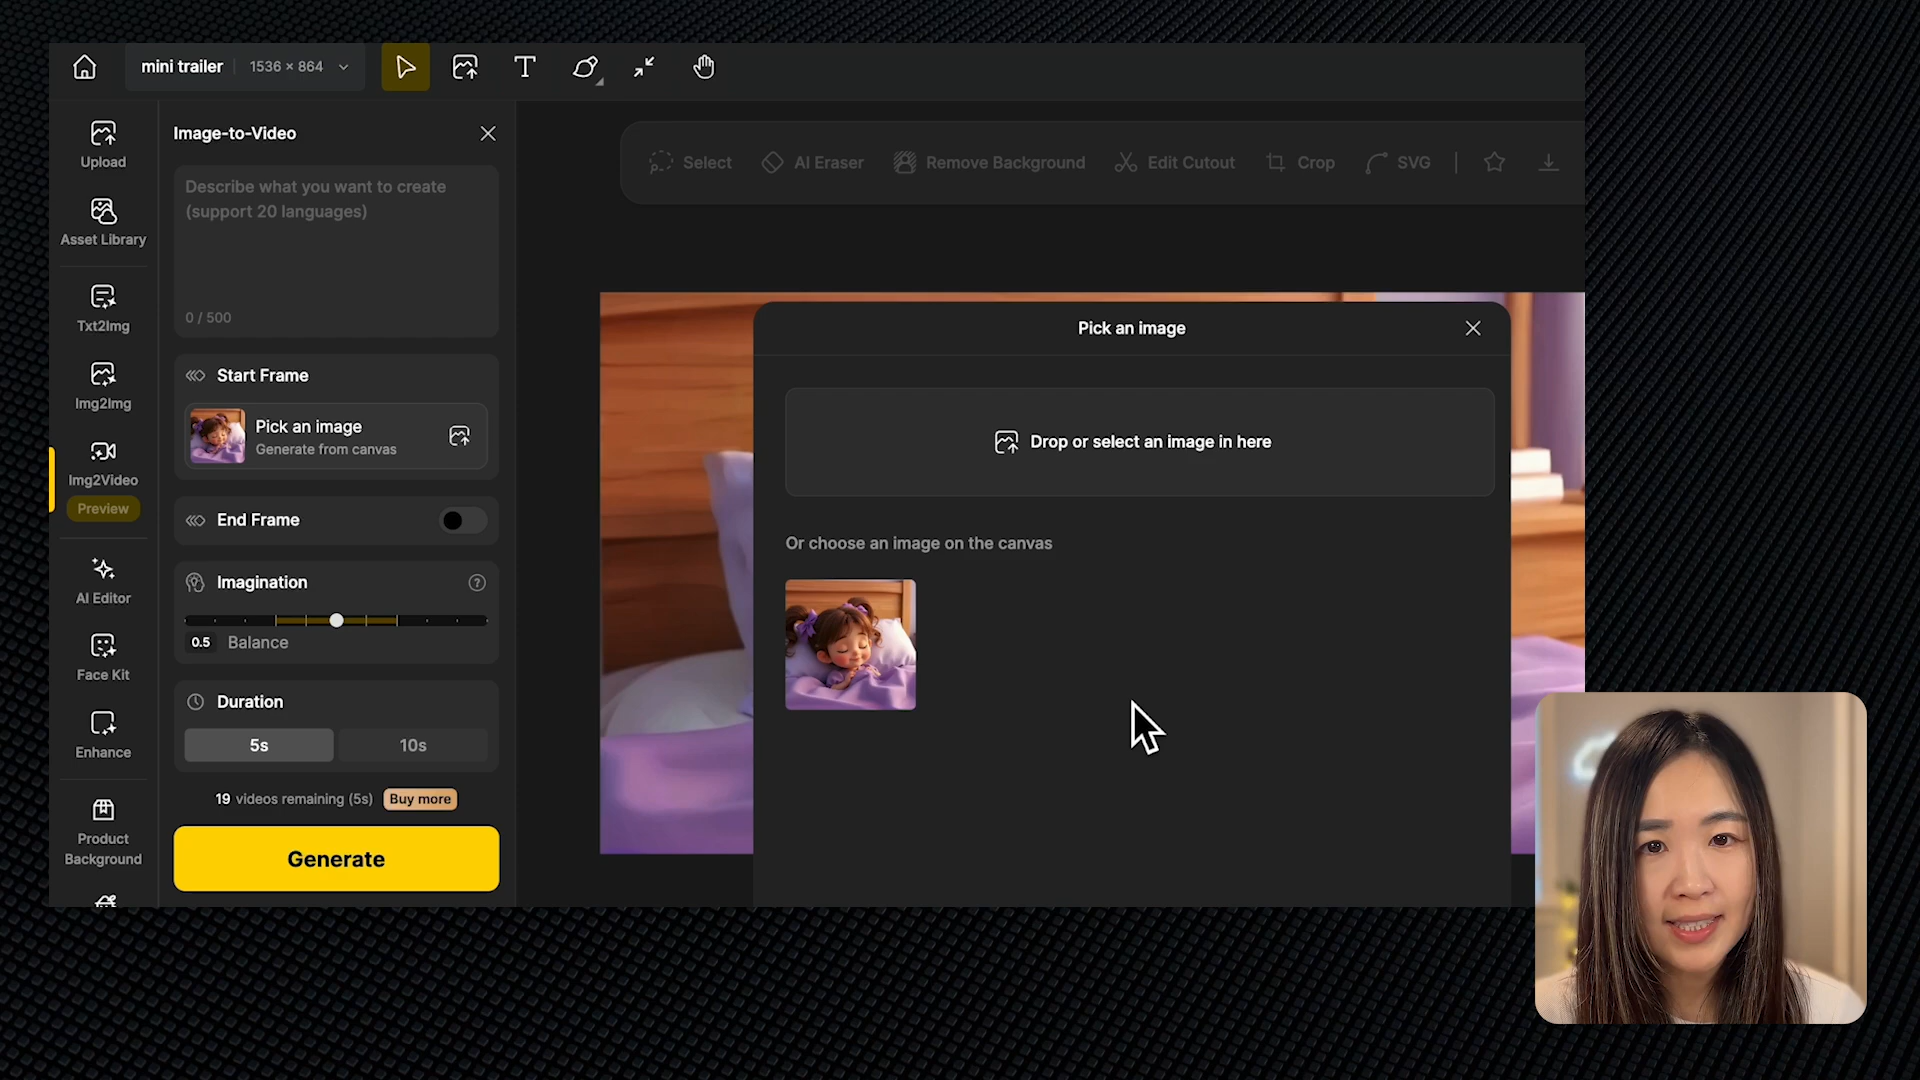 mini trailer
1536 × 864
Upload
Asset Library
Txt2Img
Img2Img
Img2Video
Preview
AI Editor
Face Kit
Enhance
Product
Background
Image-to-Video
Describe what you want to create
(support 20 languages)
0 / 500
Start Frame
Pick an image
Generate from canvas
End Frame
Imagination
0.5 Balance
Duration
5s
10s
19 videos remaining (5s)
Buy more
Generate
Select
AI Eraser
Remove Background
Edit Cutout
Crop
SVG
Pick an image
Drop or select an image in here
Or choose an image on the canvas